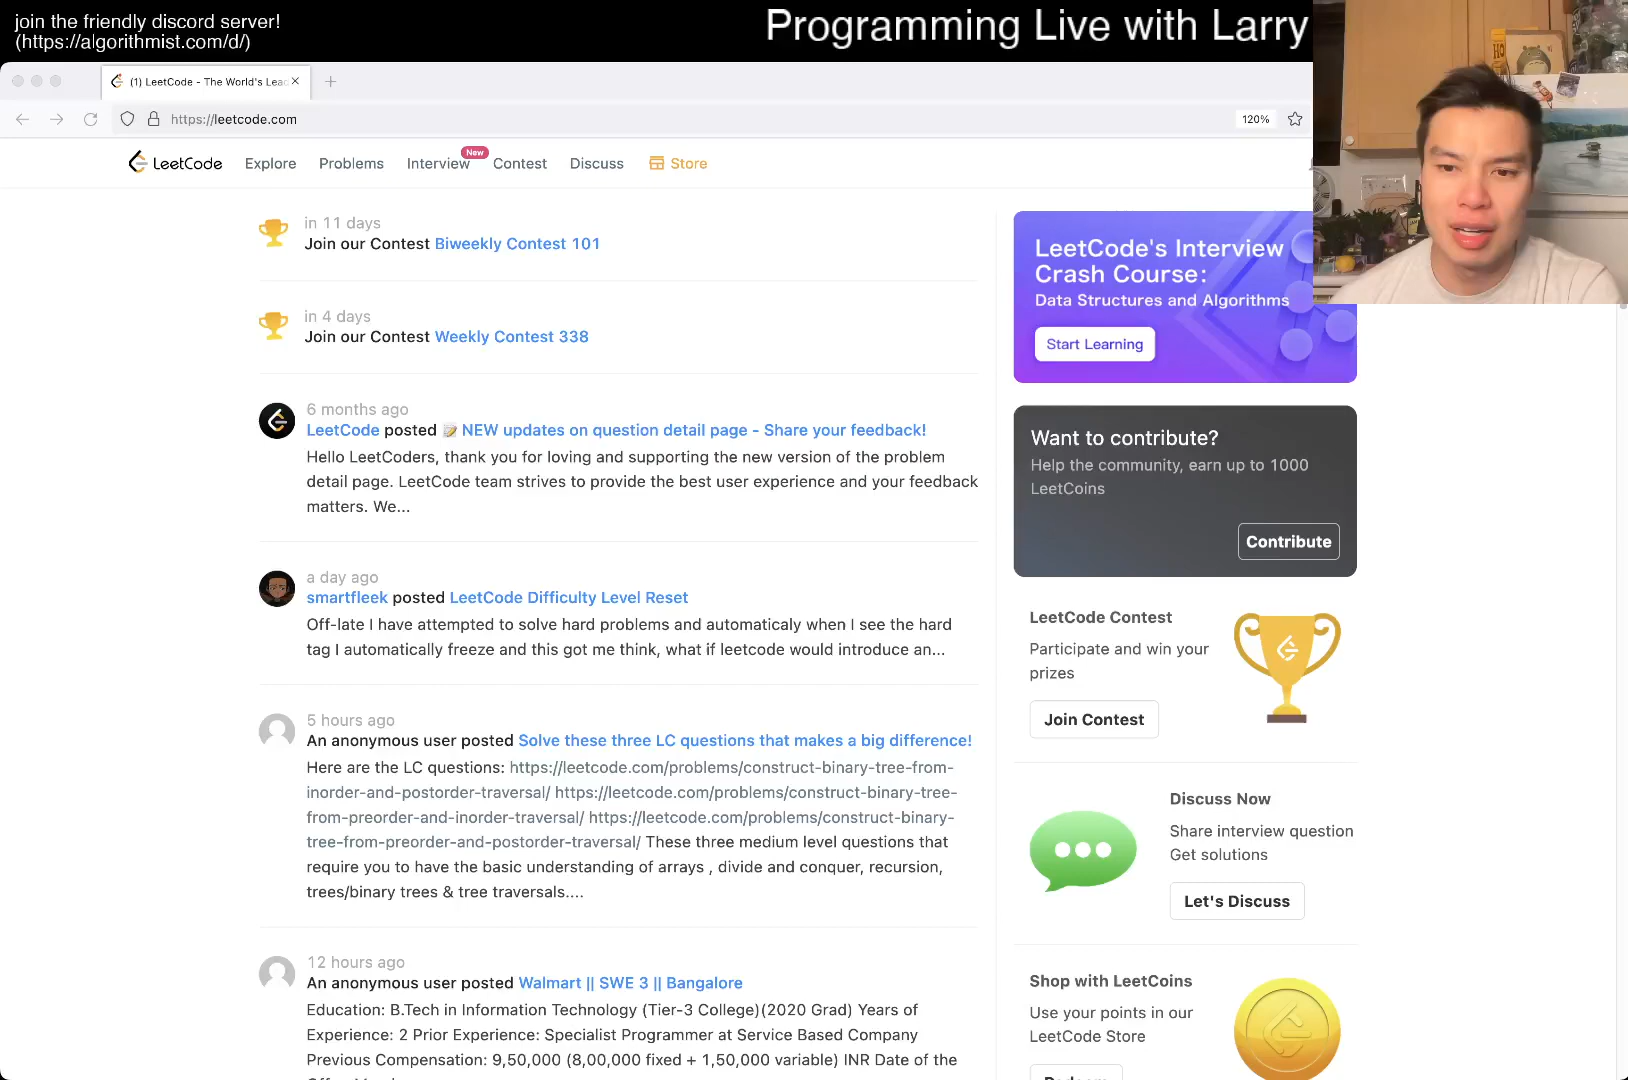 join the friendly discord server!
(https://algorithmist.com/d/)
Programming Live with Larry
(1) LeetCode - The World's Lea
https://leetcode.com
120%
LeetCode
Explore
Problems
Interview
New
Contest
Discuss
Store
in 11 days
Join our Contest Biweekly Contest 101
in 4 days
Join our Contest Weekly Contest 338
6 months ago
LeetCode posted 📝 NEW updates on question detail page - Share your feedback!
Hello LeetCoders, thank you for loving and supporting the new version of the problem
detail page. LeetCode team strives to provide the best user experience and your feedback
matters. We...
a day ago
smartfleek posted LeetCode Difficulty Level Reset
Off-late I have attempted to solve hard problems and automaticaly when I see the hard
tag I automatically freeze and this got me think, what if leetcode would introduce an...
5 hours ago
An anonymous user posted Solve these three LC questions that makes a big difference!
Here are the LC questions: https://leetcode.com/problems/construct-binary-tree-from-
inorder-and-postorder-traversal/ https://leetcode.com/problems/construct-binary-tree-
from-preorder-and-inorder-traversal/ https://leetcode.com/problems/construct-binary-
tree-from-preorder-and-postorder-traversal/ These three medium level questions that
require you to have the basic understanding of arrays , divide and conquer, recursion,
trees/binary trees & tree traversals....
12 hours ago
An anonymous user posted Walmart || SWE 3 || Bangalore
Education: B.Tech in Information Technology (Tier-3 College)(2020 Grad) Years of
Experience: 2 Prior Experience: Specialist Programmer at Service Based Company
Previous Compensation: 9,50,000 (8,00,000 fixed + 1,50,000 variable) INR Date of the
LeetCode's Interview
Crash Course:
Data Structures and Algorithms
Start Learning
Want to contribute?
Help the community, earn up to 1000
LeetCoins
Contribute
LeetCode Contest
Participate and win your
prizes
Join Contest
Discuss Now
Share interview question
Get solutions
Let's Discuss
Shop with LeetCoins
Use your points in our
LeetCode Store